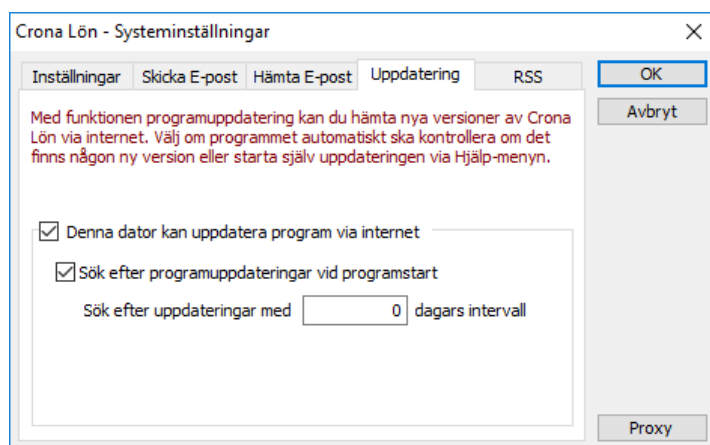 Crona Lön - Systeminställningar
Inställningar Skicka E-post Hämta E-post Uppdatering RSS
OK
Avbryt
Med funktionen programuppdatering kan du hämta nya versioner av Crona
Lön via internet. Välj om programmet automatiskt ska kontrollera om det
finns någon ny version eller starta själv uppdateringen via Hjälp-menyn.
Denna dator kan uppdatera program via internet
Sök efter programuppdateringar vid programstart
Sök efter uppdateringar med 0 dagars intervall
Proxy